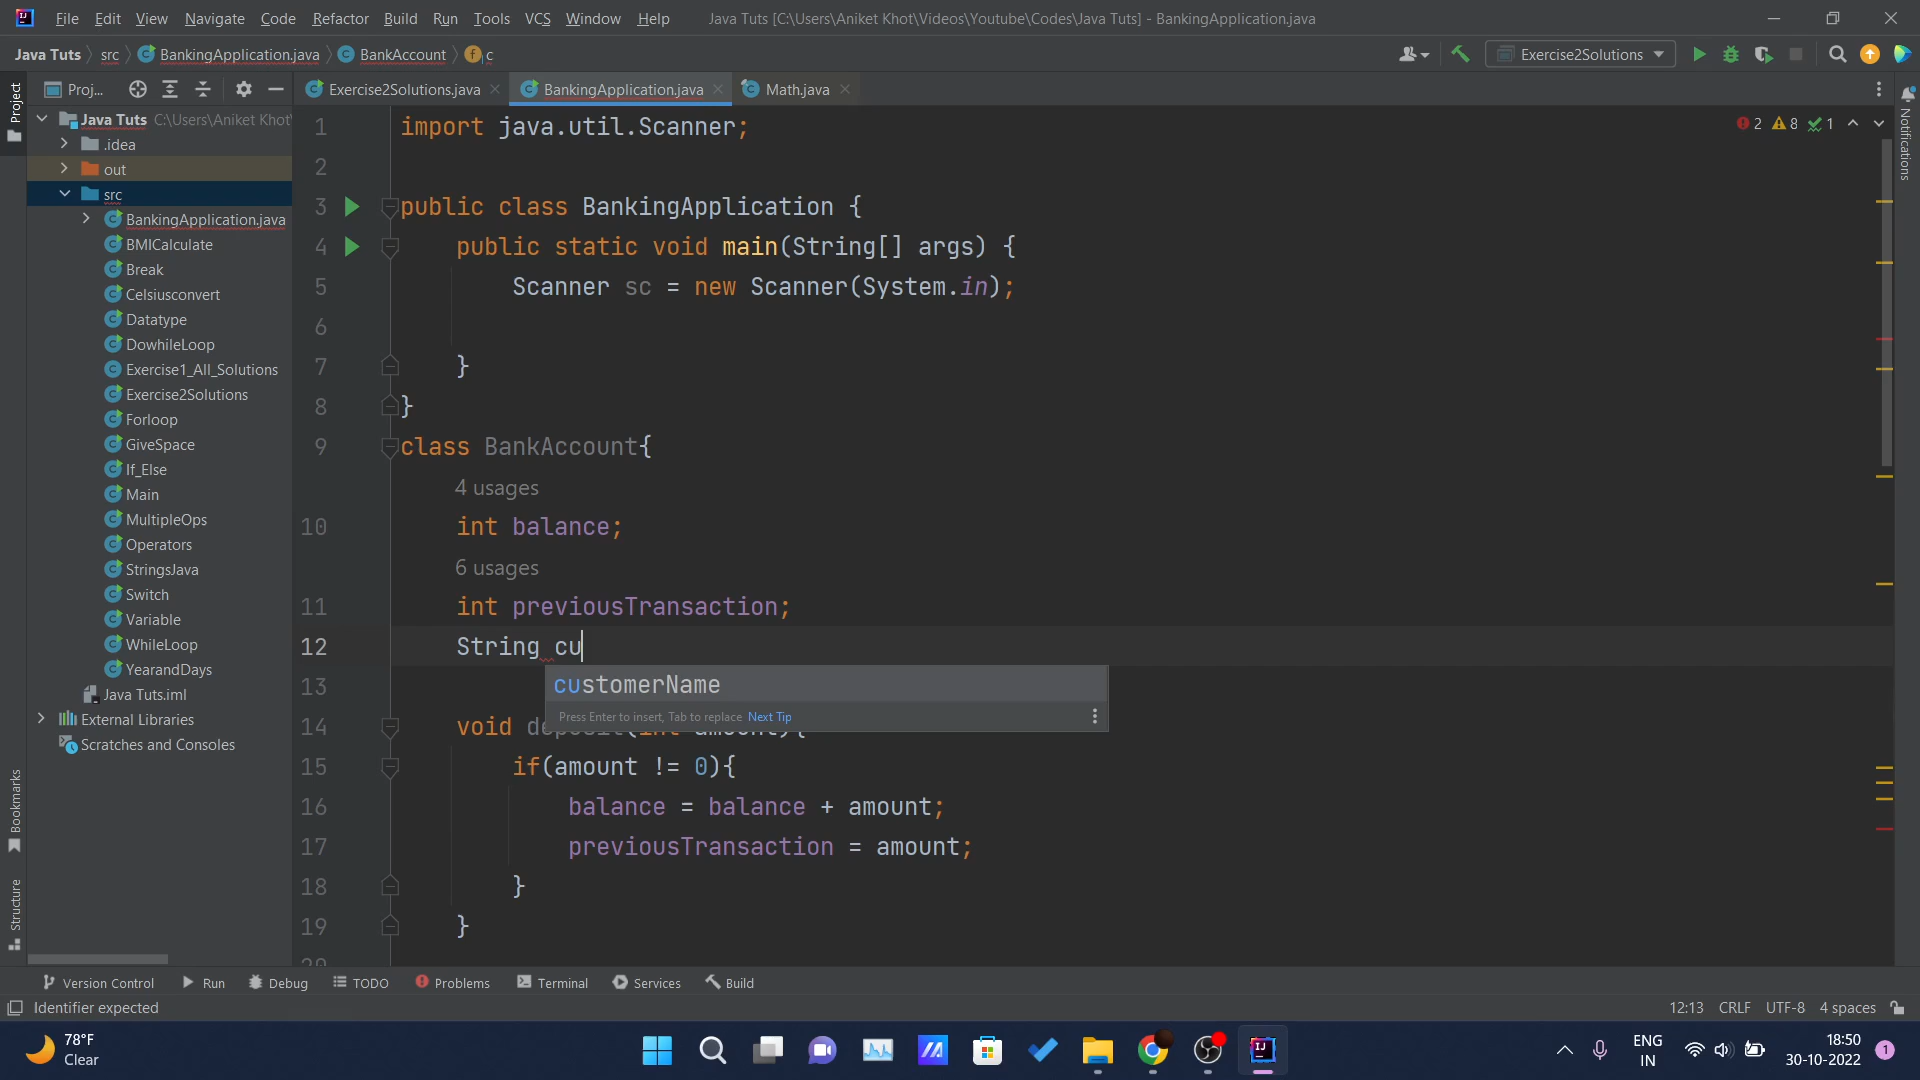 File Edit View Navigate Code Refactor Build Run Tools VCS Window Help Java Tuts [C:\Users\Aniket Khot\Videos\Youtube\Codes\Java Tuts] - BankingApplication.java
Java Tuts src BankingApplication.java BankAccount c Exercise2Solutions
Project
Proj...
Exercise2Solutions.java BankingApplication.java Math.java
Java Tuts C:\Users\Aniket Khot\
.idea
out
src
BankingApplication.java
BMICalculate
Break
Celsiusconvert
Datatype
DowhileLoop
Exercise1_All_Solutions
Exercise2Solutions
Forloop
GiveSpace
If_Else
Main
MultipleOps
Operators
StringsJava
Switch
Variable
WhileLoop
YearandDays
Java Tuts.iml
External Libraries
Scratches and Consoles
Bookmarks
Structure
1 import java.util.Scanner;
2
3 public class BankingApplication {
4 public static void main(String[] args) {
5 Scanner sc = new Scanner(System.in);
6
7 }
8 }
9 class BankAccount{
4 usages
10 int balance;
6 usages
11 int previousTransaction;
12 String cu
customerName
13
Press Enter to insert, Tab to replace Next Tip
14 void deposit(int amount){
15 if(amount != 0){
16 balance = balance + amount;
17 previousTransaction = amount;
18 }
19 }
20
2 8 1
Notifications
Version Control Run Debug TODO Problems Terminal Services Build
Identifier expected 12:13 CRLF UTF-8 4 spaces
78°F
Clear
ENG
IN
18:50
30-10-2022
1